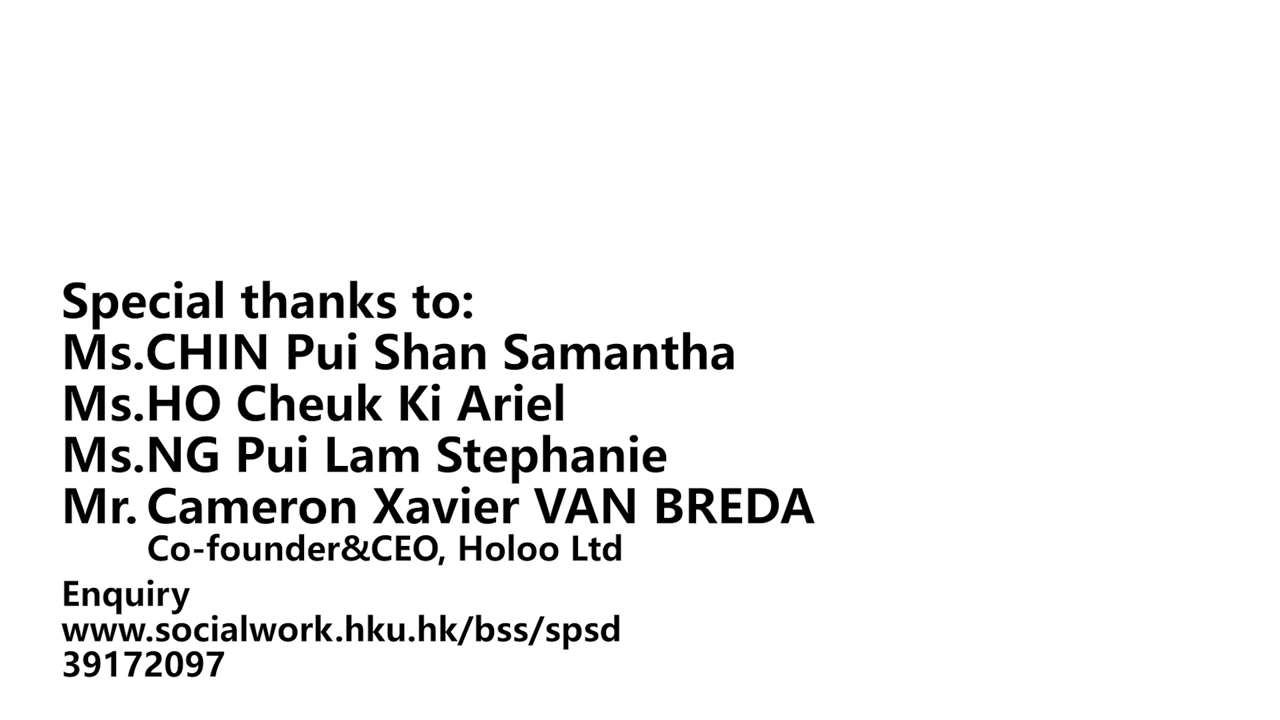 Special thanks to:
Ms.CHIN Pui Shan Samantha
Ms.HO Cheuk Ki Ariel
Ms.NG Pui Lam Stephanie
Mr. Cameron Xavier VAN BREDA
Co-founder&CEO, Holoo Ltd
Enquiry
www.socialwork.hku.hk/bss/spsd
39172097